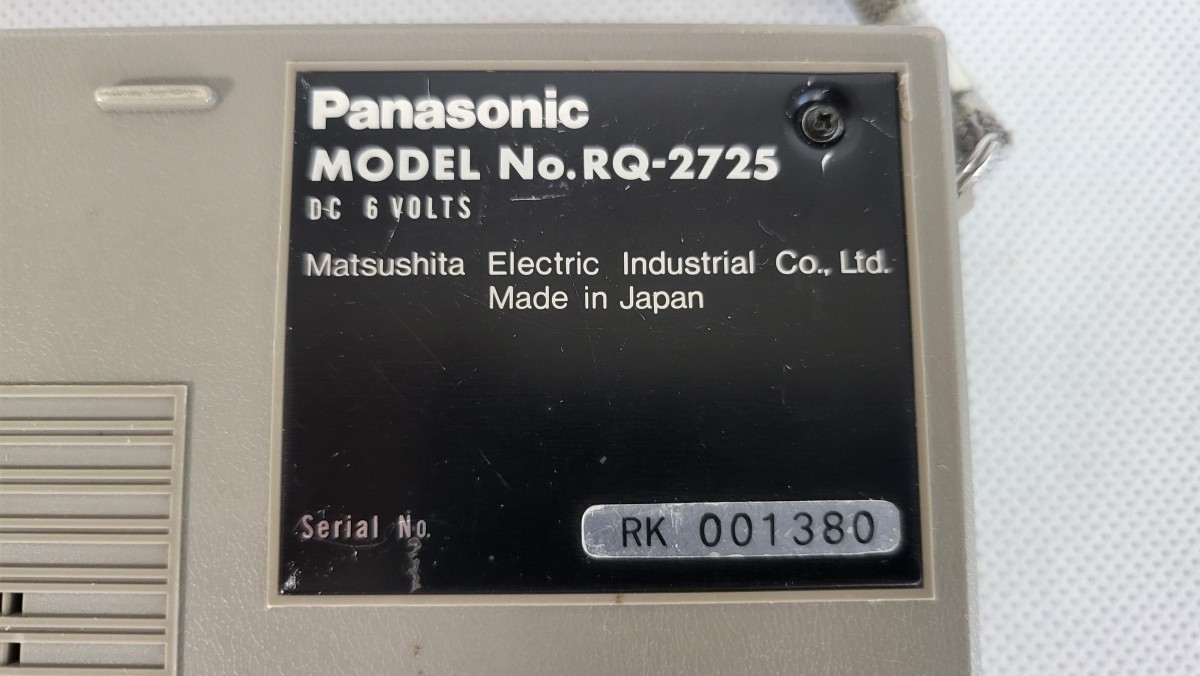 Panasonic
MODEL No. RQ-2725
DC 6 VOLTS
Matsushita Electric Industrial Co., Ltd.
Made in Japan
Serial No. RK 001380